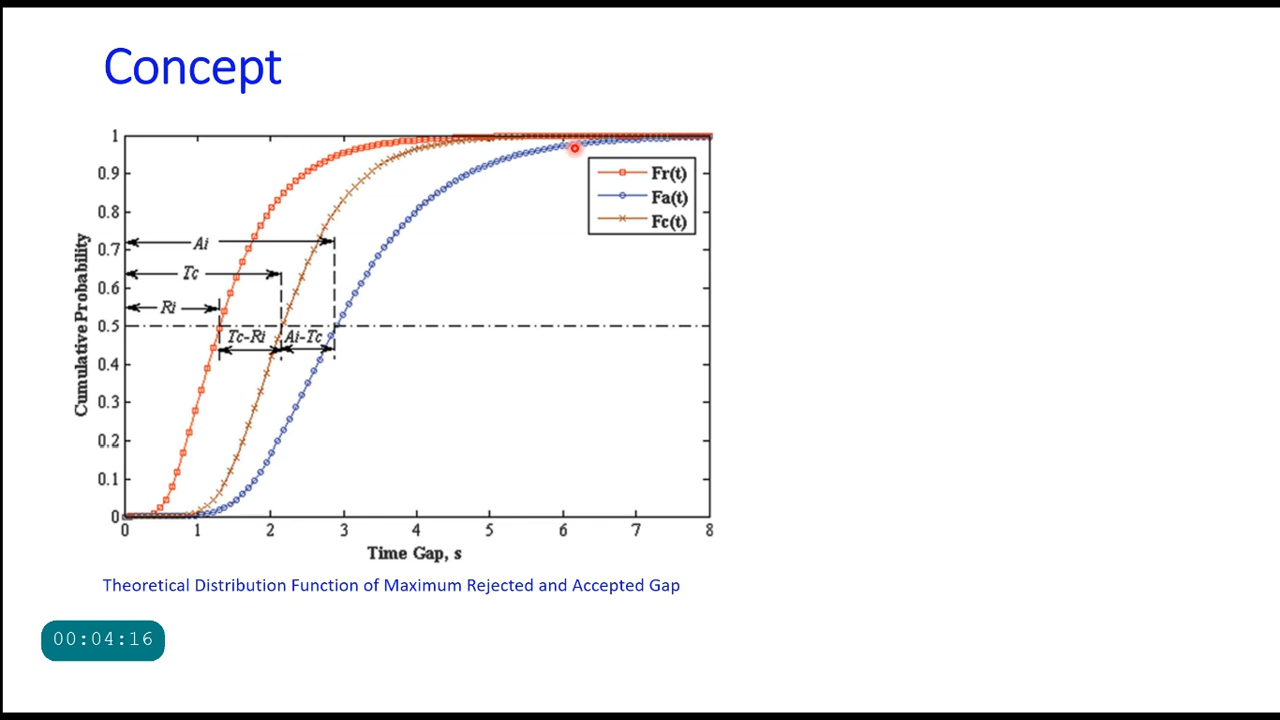 Concept
1
0.9
0.8
0.7
0.6
0.5
0.4
0.3
0.2
0.1
0
Cumulative Probability
Fr(t)
Fa(t)
Fc(t)
Ai
Tc
Ri
Tc-Ri
Ai-Tc
0 1 2 3 4 5 6 7 8
Time Gap, s
Theoretical Distribution Function of Maximum Rejected and Accepted Gap
00:04:16